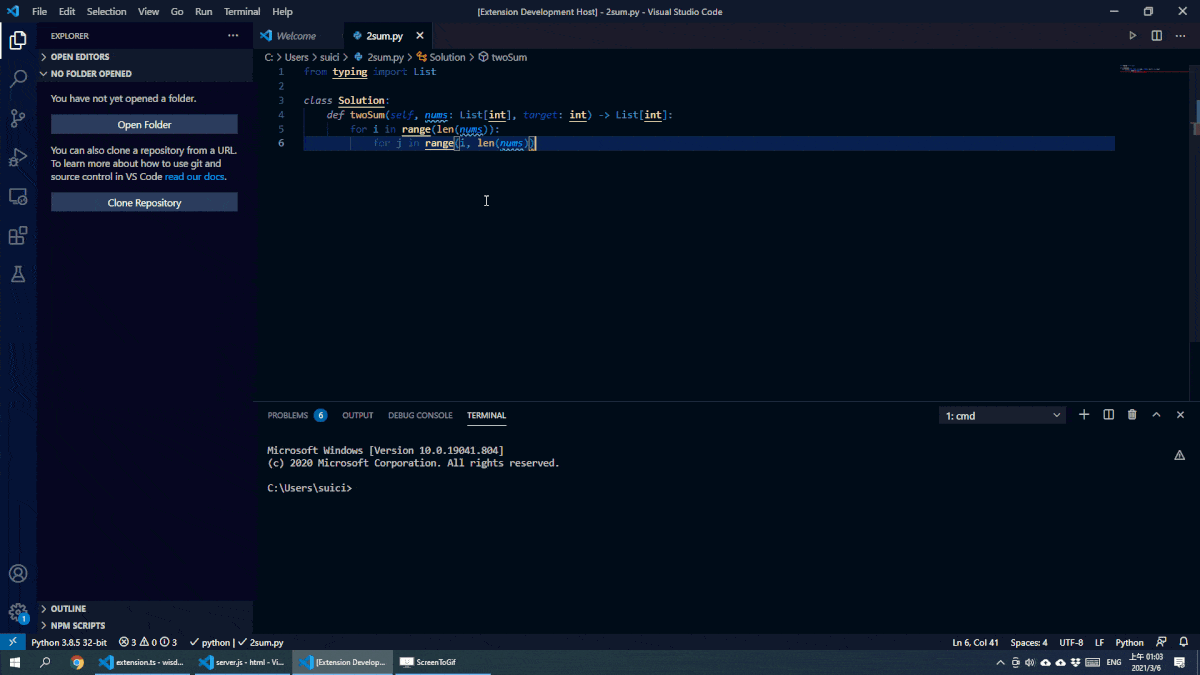 File Edit Selection View Go Run Terminal Help
[Extension Development Host] - 2sum.py - Visual Studio Code
EXPLORER
OPEN EDITORS
NO FOLDER OPENED
You have not yet opened a folder.
Open Folder
You can also clone a repository from a URL.
To learn more about how to use git and
source control in VS Code read our docs.
Clone Repository
OUTLINE
NPM SCRIPTS
Welcome 2sum.py
C: > Users > suici > 2sum.py > Solution > twoSum
1 from typing import List
2
3 class Solution:
4 def twoSum(self, nums: List[int], target: int) -> List[int]:
5 for i in range(len(nums)):
6 for j in range(i, len(nums))
PROBLEMS 6 OUTPUT DEBUG CONSOLE TERMINAL
1: cmd
Microsoft Windows [Version 10.0.19041.804]
(c) 2020 Microsoft Corporation. All rights reserved.
C:\Users\suici>
1
Python 3.8.5 32-bit 3 0 3 python | 2sum.py
Ln 6, Col 41 Spaces: 4 UTF-8 LF Python
extension.ts - wisd... server.js - html - Vi... [Extension Develop... ScreenToGif
ENG
上午 01:03
2021/3/6